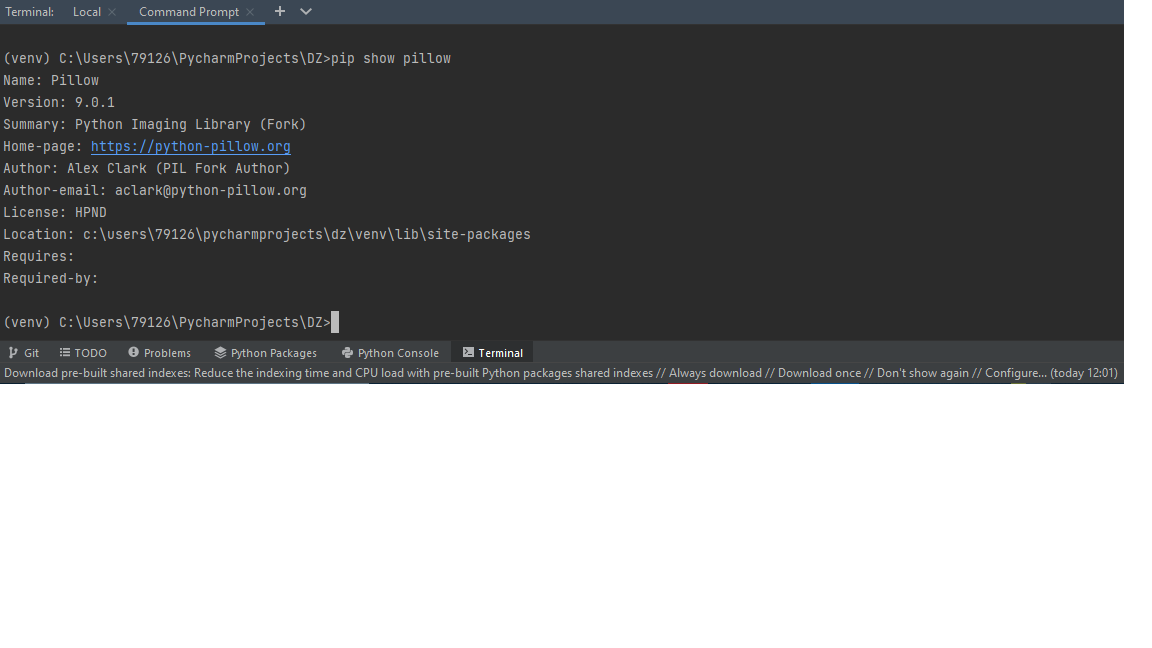 Terminal: Local × Command Prompt × +
(venv) C:\Users\79126\PycharmProjects\DZ>pip show pillow
Name: Pillow
Version: 9.0.1
Summary: Python Imaging Library (Fork)
Home-page: https://python-pillow.org
Author: Alex Clark (PIL Fork Author)
Author-email: aclark@python-pillow.org
License: HPND
Location: c:\users\79126\pycharmprojects\dz\venv\lib\site-packages
Requires:
Required-by:
(venv) C:\Users\79126\PycharmProjects\DZ>
Git TODO Problems Python Packages Python Console Terminal
Download pre-built shared indexes: Reduce the indexing time and CPU load with pre-built Python packages shared indexes // Always download // Download once // Don't show again // Configure... (today 12:01)